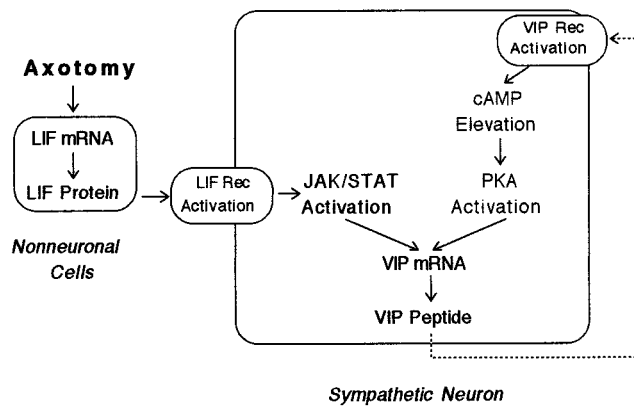 VIP Rec
Activation
Axotomy
cAMP
Elevation
LIF mRNA
LIF Protein
LIF Rec
Activation
JAK/STAT
Activation
PKA
Activation
Nonneuronal
Cells
VIP mRNA
VIP Peptide
Sympathetic Neuron